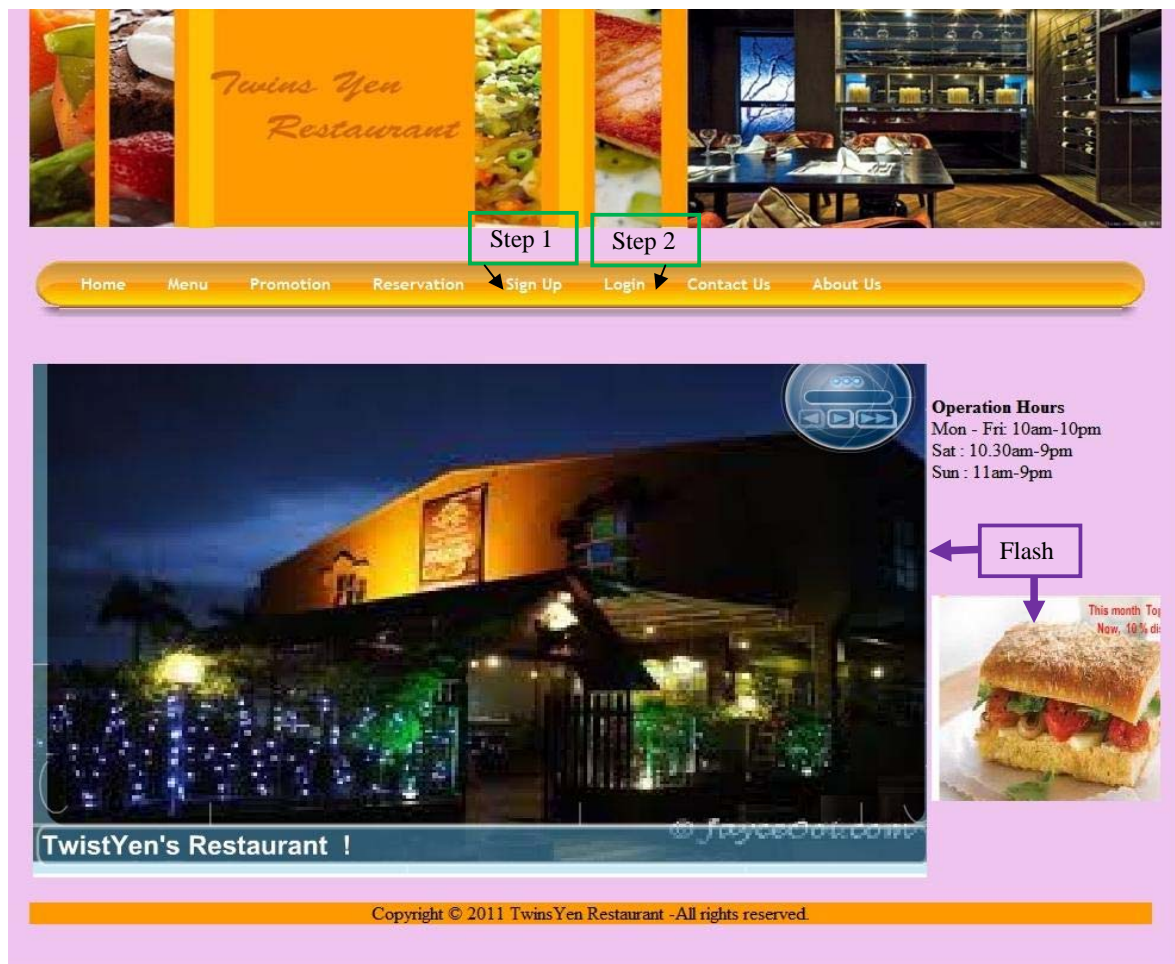 Twins Yen
Restaurant
Step 1
Step 2
Home Menu Promotion Reservation Sign Up Login Contact Us About Us
Operation Hours
Mon - Fri: 10am-10pm
Sat : 10.30am-9pm
Sun : 11am-9pm
Flash
This month To
Now, 10 % di
TwistYen's Restaurant !
Copyright © 2011 TwinsYen Restaurant -All rights reserved.